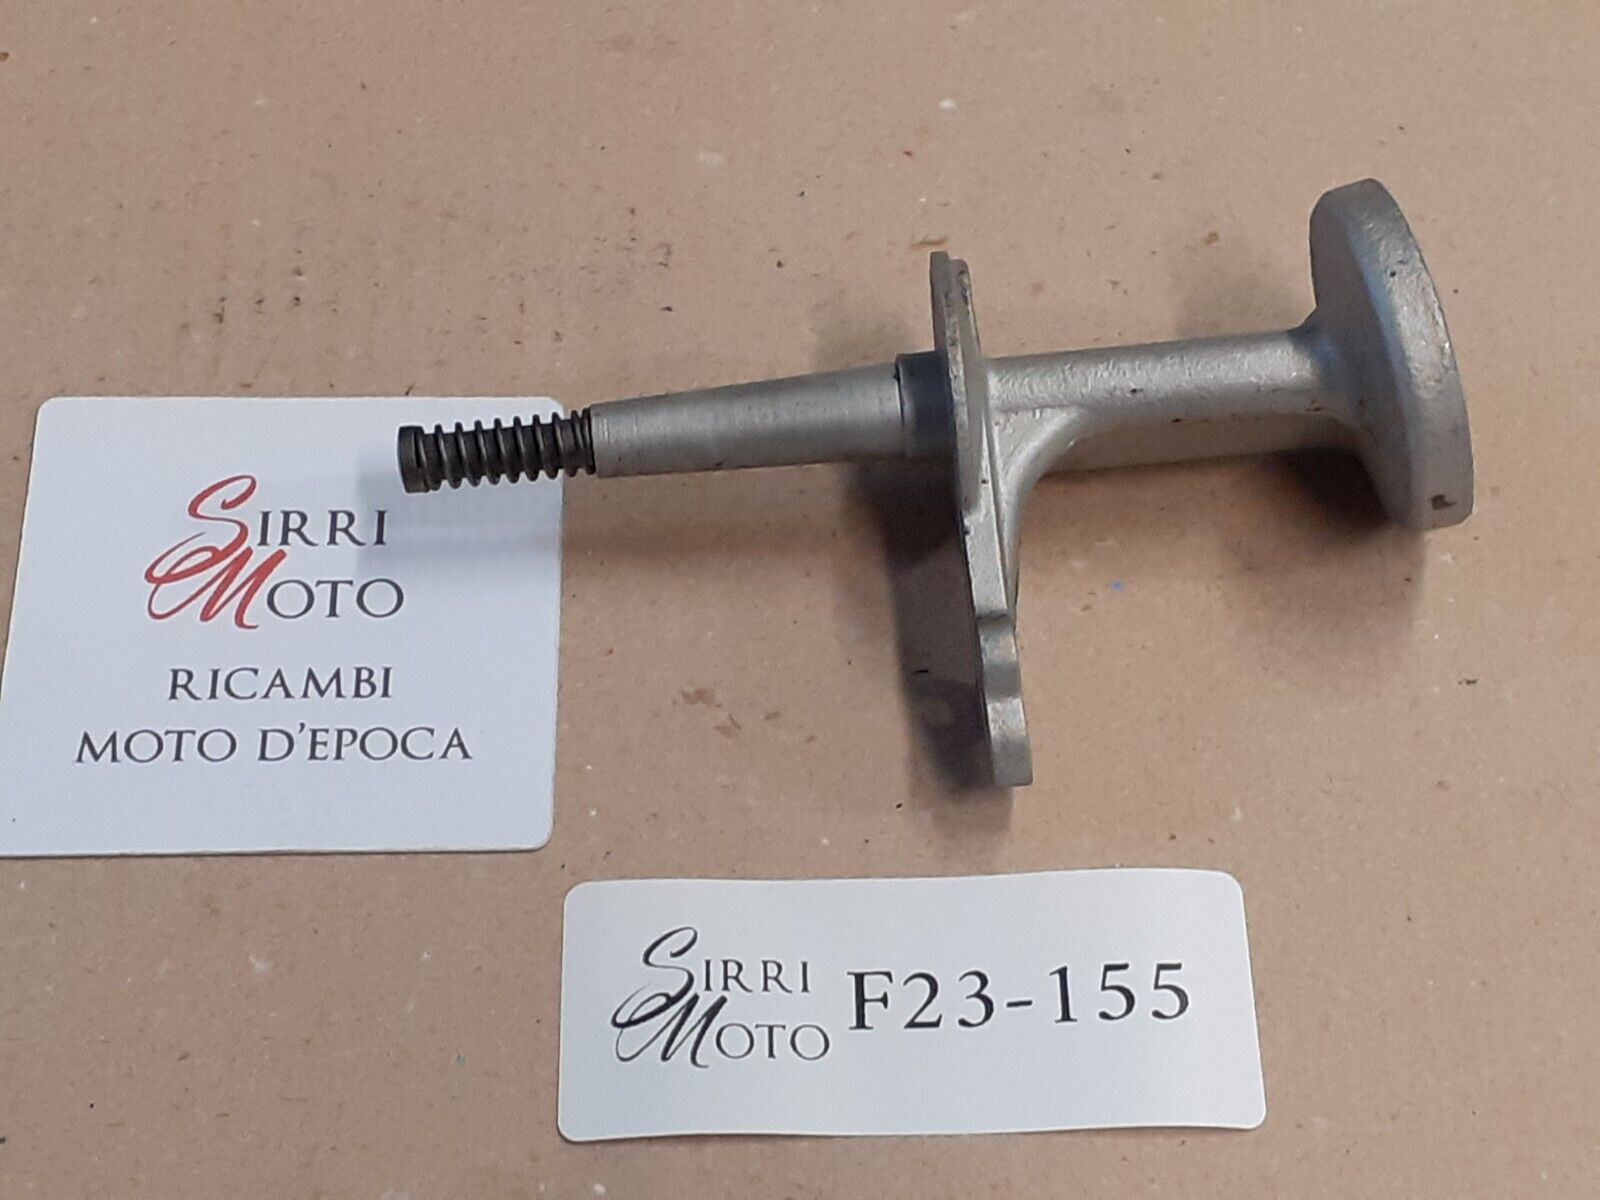 SIRRI
MOTO
RICAMBI
MOTO D'EPOCA
SIRRI
MOTO
F23-155